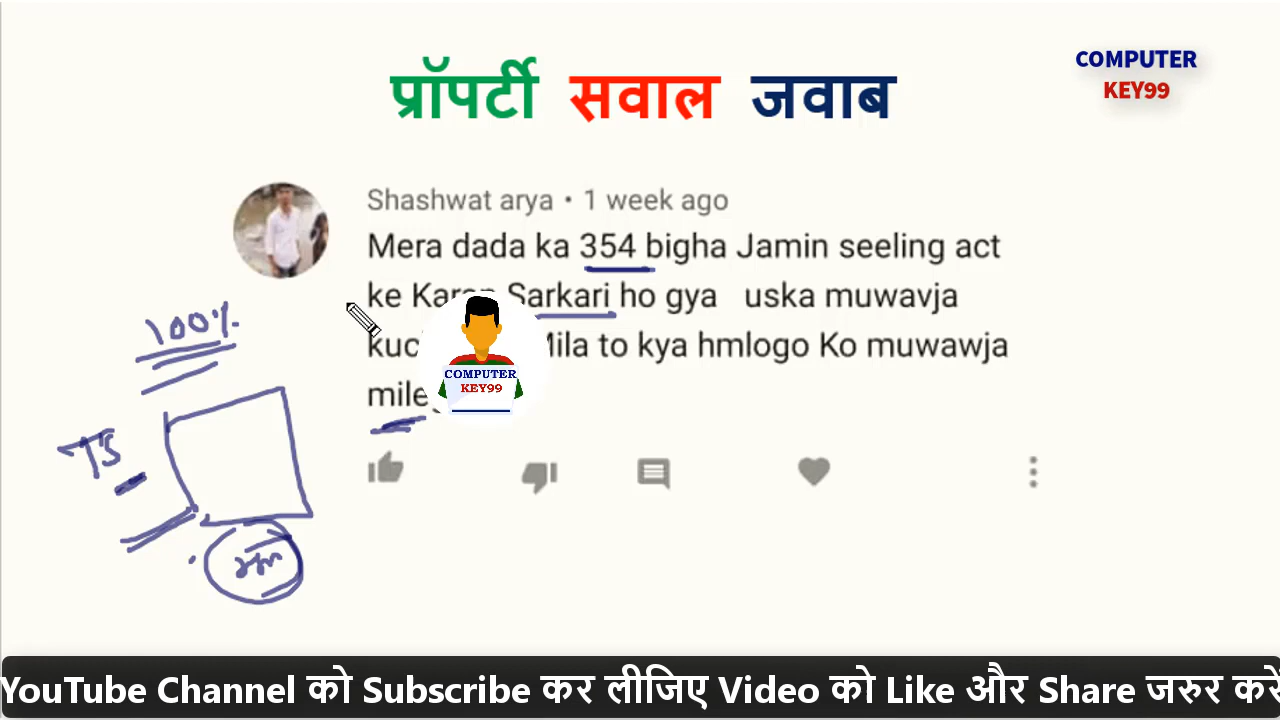 प्रॉपर्टी सवाल जवाब
COMPUTER
KEY99
Shashwat arya • 1 week ago
Mera dada ka 354 bigha Jamin seeling act
ke Sarkari ho gya uska muwavja
Mila to kya hmlogo Ko muwawja
COMPUTER
KEY99
100%
YouTube Channel को Subscribe कर लीजिए Video को Like और Share जरुर करें